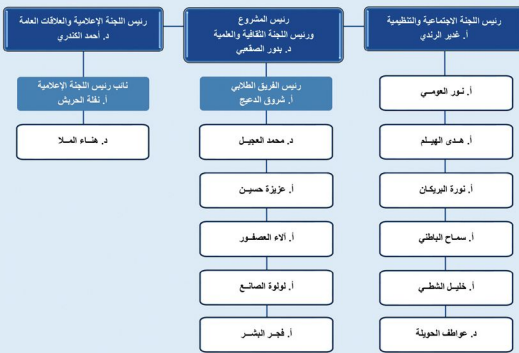 رئيس اللجنة الاجتماعية والتنظيمية
أ. غدير الرندي
أ. نور العومي
أ. هدى الهيلم
أ. نورة البريكان
أ. سماح الباطني
أ. خليل الشطي
د. عواطف الحويلة
رئيس المشروع
ورئيس اللجنة الثقافية والعلمية
د. بدور الصقعبي
رئيس الفريق الطلابي
أ. شروق الدعيج
د. محمد العجيل
أ. عزيزة حسين
أ. آلاء العصفور
أ. لولوة الصانع
أ. فجر البشر
رئيس اللجنة الإعلامية والعلاقات العامة
د. أحمد الكندري
نائب رئيس اللجنة الإعلامية
أ. نفلة الحربش
د. هناء الملا